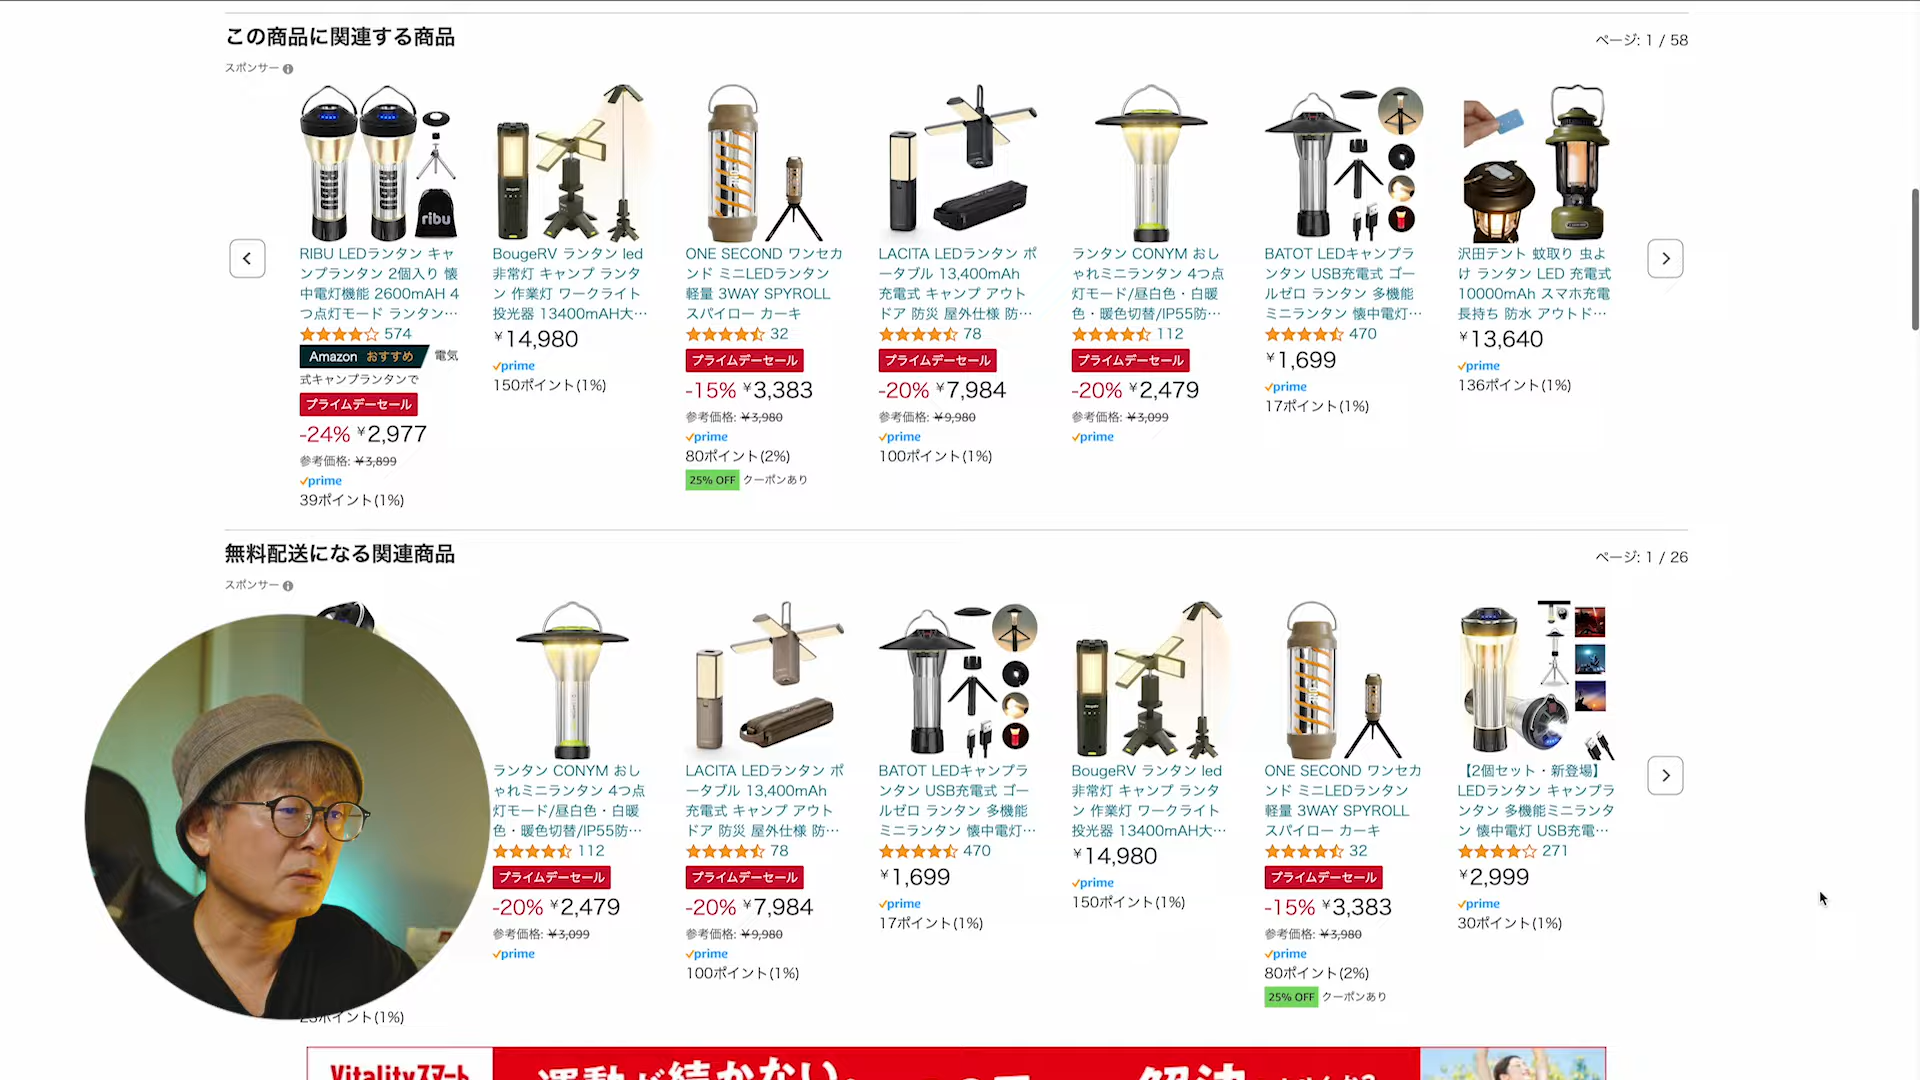 この商品に関連する商品
ページ: 1 / 58
スポンサー
ribu
RIBU LEDランタン キャ
ンプランタン 2個入り 懐
中電灯機能 2600mAH 4
つ点灯モード ランタン…
574
Amazon おすすめ 電気
式キャンプランタンで
プライムデーセール
-24% ¥2,977
参考価格: ¥3,899
prime
39ポイント(1%)
BougeRV ランタン led
非常灯 キャンプ ランタ
ン 作業灯 ワークライト
投光器 13400mAH大…
¥14,980
prime
150ポイント(1%)
ONE SECOND ワンセカ
ンド ミニLEDランタン
軽量 3WAY SPYROLL
スパイロー カーキ
32
プライムデーセール
-15% ¥3,383
参考価格: ¥3,980
prime
80ポイント(2%)
25% OFF クーポンあり
LACITA LEDランタン ポ
ータブル 13,400mAh
充電式 キャンプ アウト
ドア 防災 屋外仕様 防…
78
プライムデーセール
-20% ¥7,984
参考価格: ¥9,980
prime
100ポイント(1%)
ランタン CONYM おし
ゃれミニランタン 4つ点
灯モード/昼白色・白暖
色・暖色切替/IP55防…
112
プライムデーセール
-20% ¥2,479
参考価格: ¥3,099
prime
BATOT LEDキャンプラ
ンタン USB充電式 ゴー
ルゼロ ランタン 多機能
ミニランタン 懐中電灯…
470
¥1,699
prime
17ポイント(1%)
沢田テント 蚊取り 虫よ
け ランタン LED 充電式
10000mAh スマホ充電
長持ち 防水 アウトド…
¥13,640
prime
136ポイント(1%)
無料配送になる関連商品
ページ: 1 / 26
スポンサー
ポイント(1%)
ランタン CONYM おし
ゃれミニランタン 4つ点
灯モード/昼白色・白暖
色・暖色切替/IP55防…
112
プライムデーセール
-20% ¥2,479
参考価格: ¥3,099
prime
LACITA LEDランタン ポ
ータブル 13,400mAh
充電式 キャンプ アウト
ドア 防災 屋外仕様 防…
78
プライムデーセール
-20% ¥7,984
参考価格: ¥9,980
prime
100ポイント(1%)
BATOT LEDキャンプラ
ンタン USB充電式 ゴー
ルゼロ ランタン 多機能
ミニランタン 懐中電灯…
470
¥1,699
prime
17ポイント(1%)
BougeRV ランタン led
非常灯 キャンプ ランタ
ン 作業灯 ワークライト
投光器 13400mAH大…
¥14,980
prime
150ポイント(1%)
ONE SECOND ワンセカ
ンド ミニLEDランタン
軽量 3WAY SPYROLL
スパイロー カーキ
32
プライムデーセール
-15% ¥3,383
参考価格: ¥3,980
prime
80ポイント(2%)
25% OFF クーポンあり
【2個セット・新登場】
LEDランタン キャンプラ
ンタン 多機能ミニランタ
ン 懐中電灯 USB充電…
271
¥2,999
prime
30ポイント(1%)
Vitalityスマート
運動が続かない。